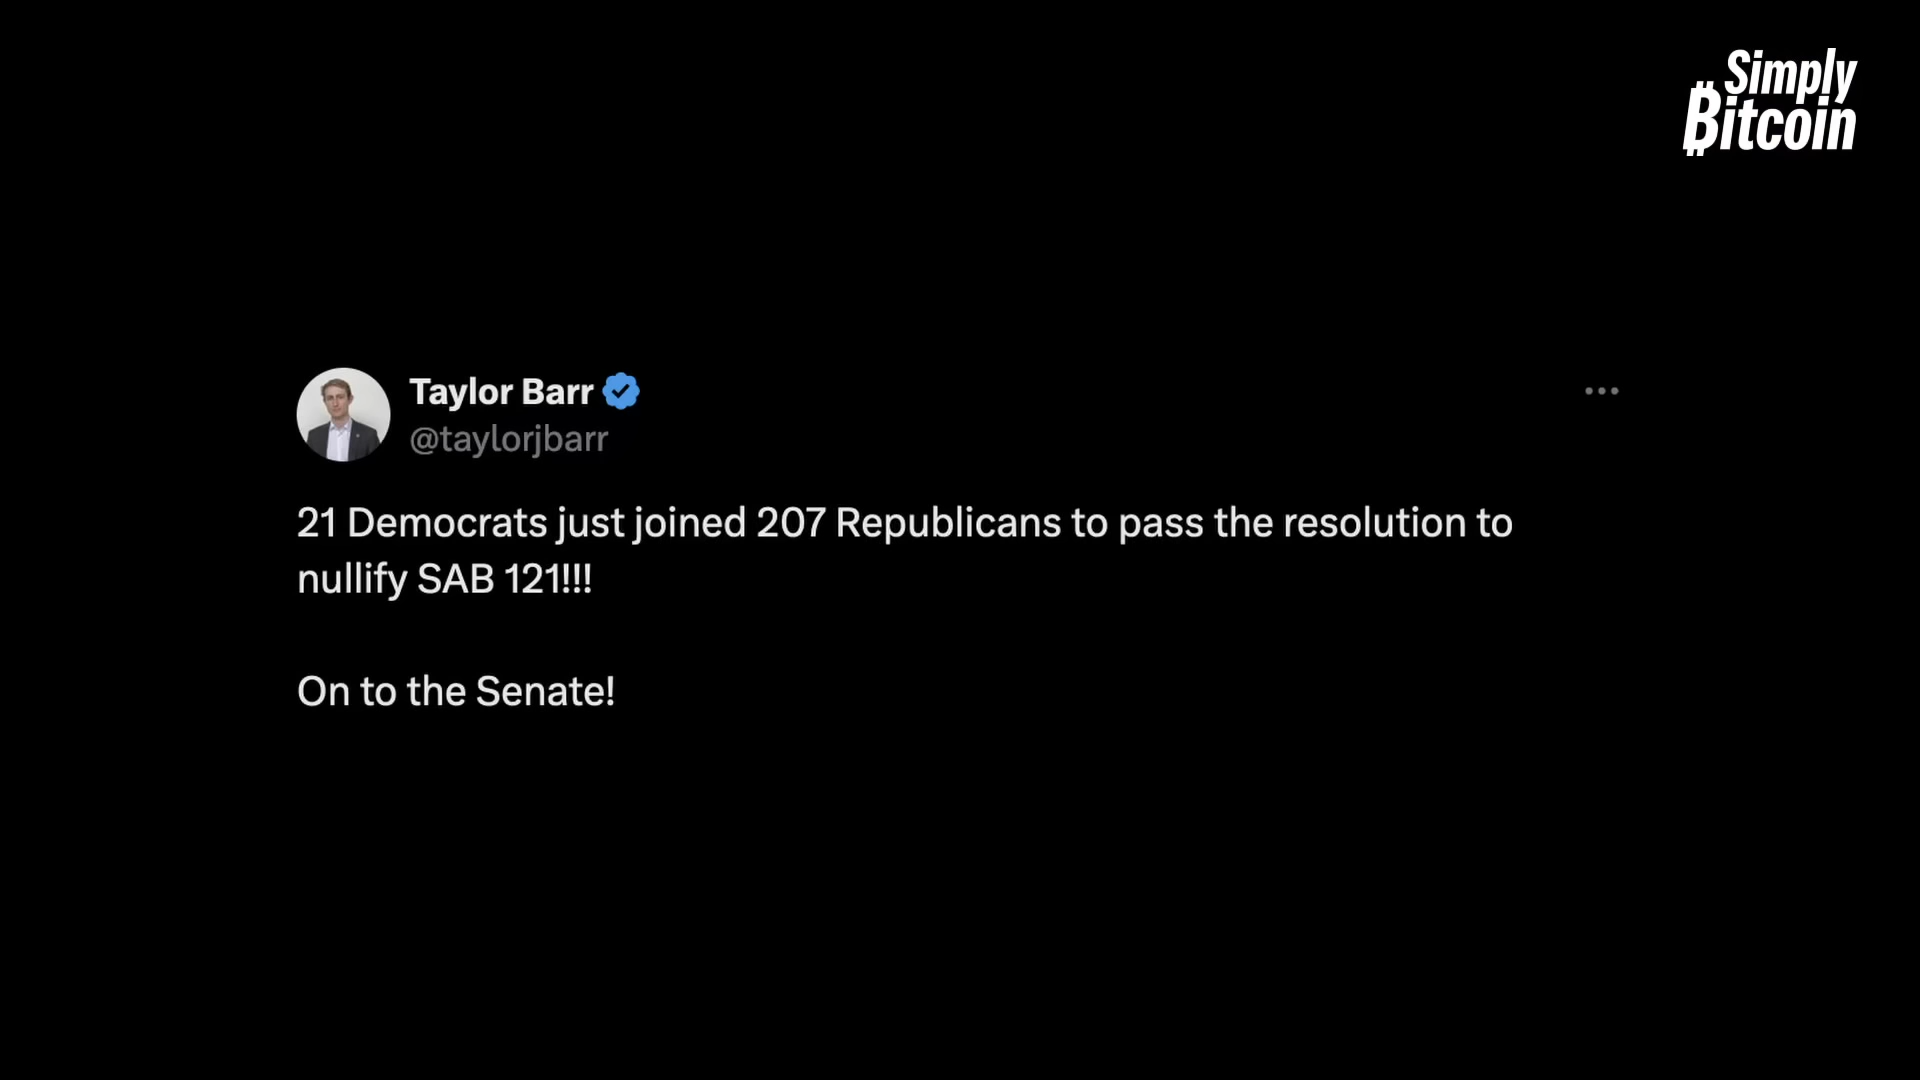 Simply
Bitcoin
Taylor Barr
@taylorjbarr
21 Democrats just joined 207 Republicans to pass the resolution to
nullify SAB 121!!!
On to the Senate!